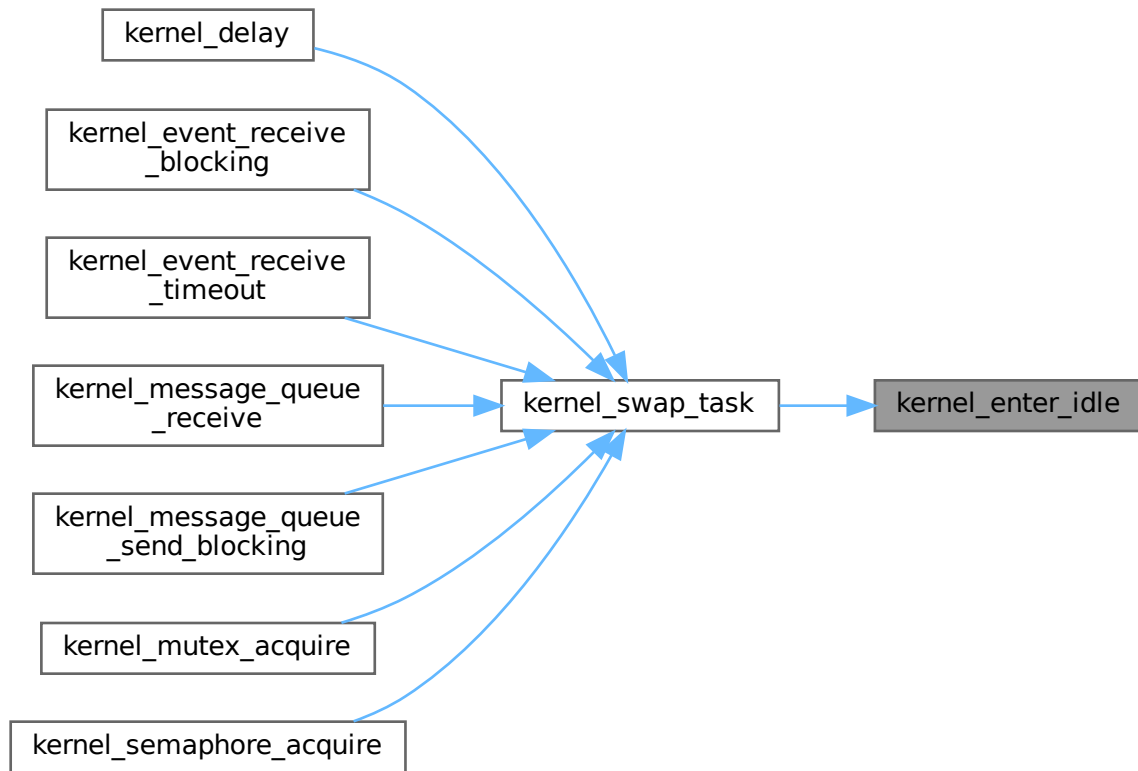 kernel_delay
kernel_event_receive
_blocking
kernel_event_receive
_timeout
kernel_message_queue
_receive
kernel_message_queue
_send_blocking
kernel_mutex_acquire
kernel_semaphore_acquire
kernel_swap_task
kernel_enter_idle